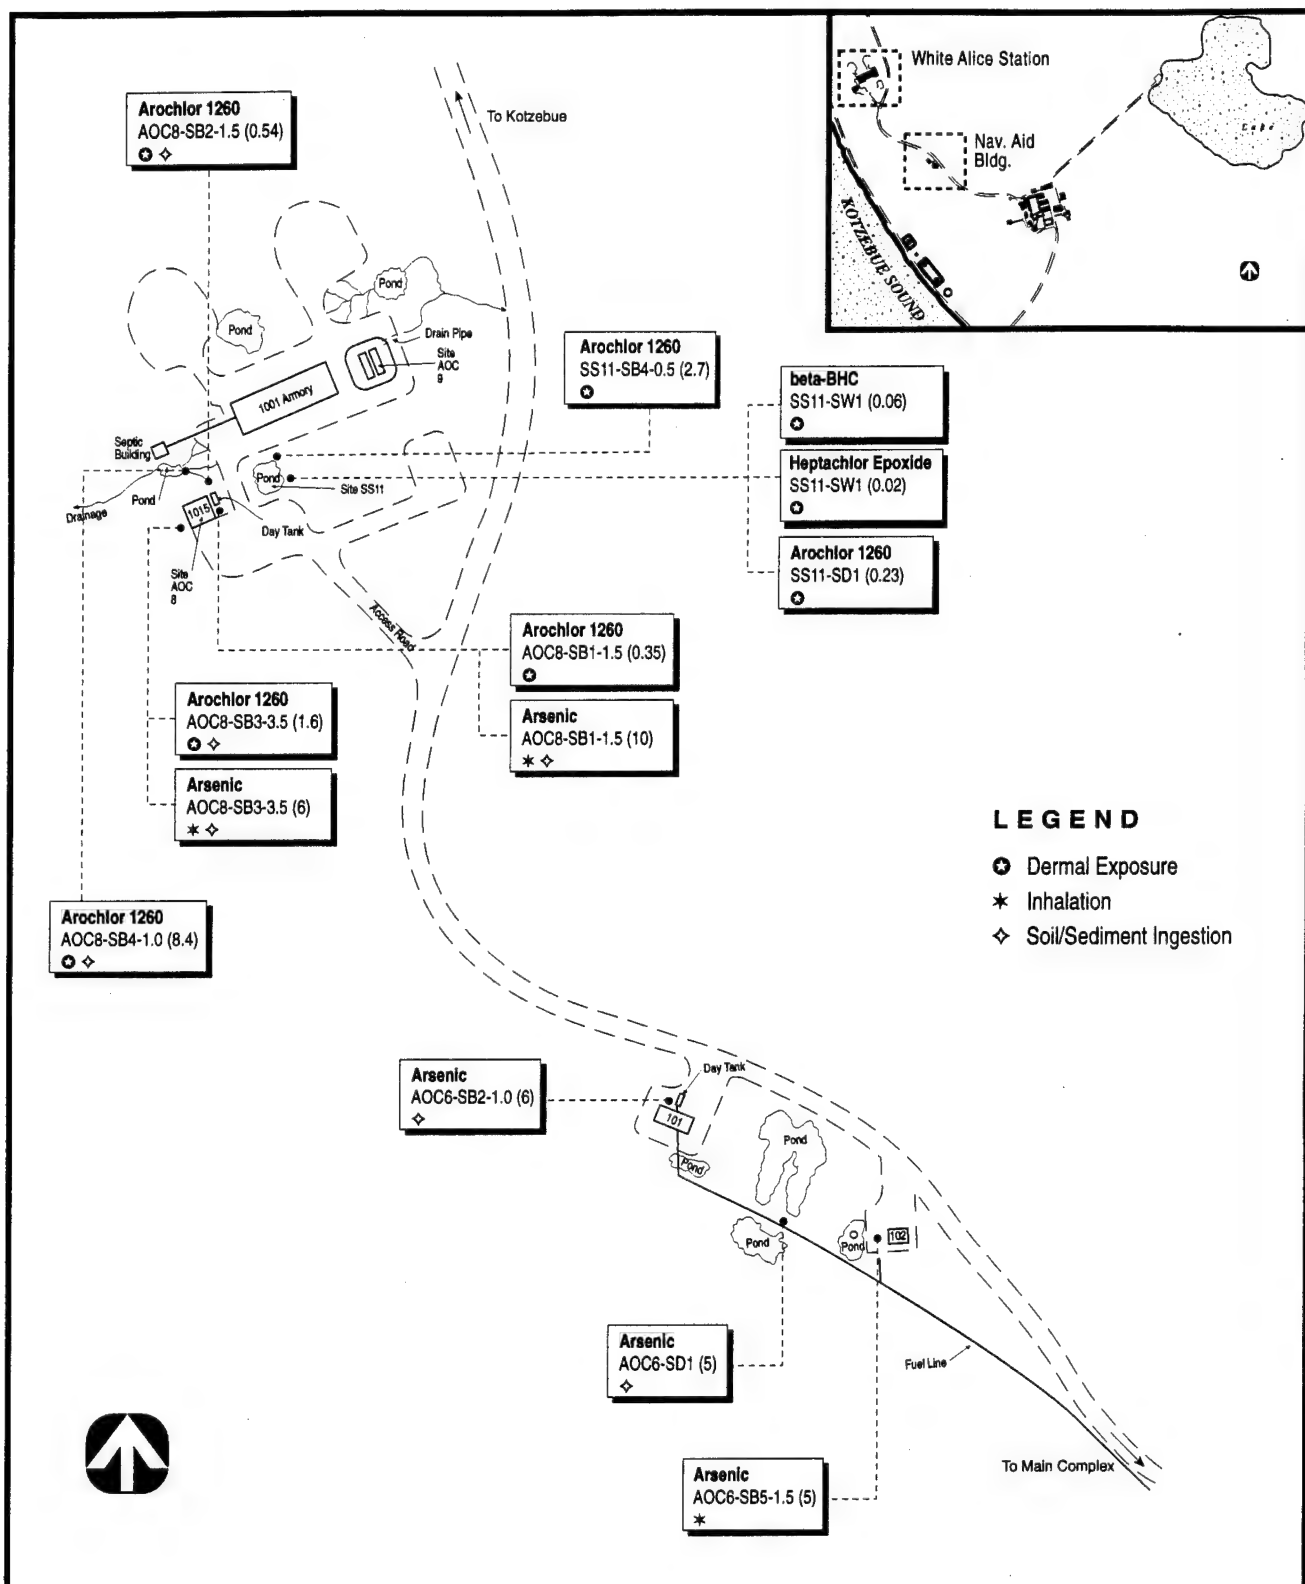 Arochlor 1260
AOC8-SB2-1.5 (0.54)
To Kotzebue
White Alice Station
Nav. Aid
Bldg.
Lake
KOTZEBUE SOUND
Pond
Pond
Drain Pipe
Site
AOC
9
1001 Armory
Septic
Building
Pond
Drainage
Pond
Site SS11
1015
Day Tank
Site
AOC
8
Access Road
Arochlor 1260
SS11-SB4-0.5 (2.7)
beta-BHC
SS11-SW1 (0.06)
Heptachlor Epoxide
SS11-SW1 (0.02)
Arochlor 1260
SS11-SD1 (0.23)
Arochlor 1260
AOC8-SB1-1.5 (0.35)
Arsenic
AOC8-SB1-1.5 (10)
Arochlor 1260
AOC8-SB3-3.5 (1.6)
Arsenic
AOC8-SB3-3.5 (6)
Arochlor 1260
AOC8-SB4-1.0 (8.4)
LEGEND
Dermal Exposure
Inhalation
Soil/Sediment Ingestion
Arsenic
AOC6-SB2-1.0 (6)
Day Tank
101
Pond
Pond
Pond
Pond
102
Arsenic
AOC6-SD1 (5)
Fuel Line
Arsenic
AOC6-SB5-1.5 (5)
To Main Complex